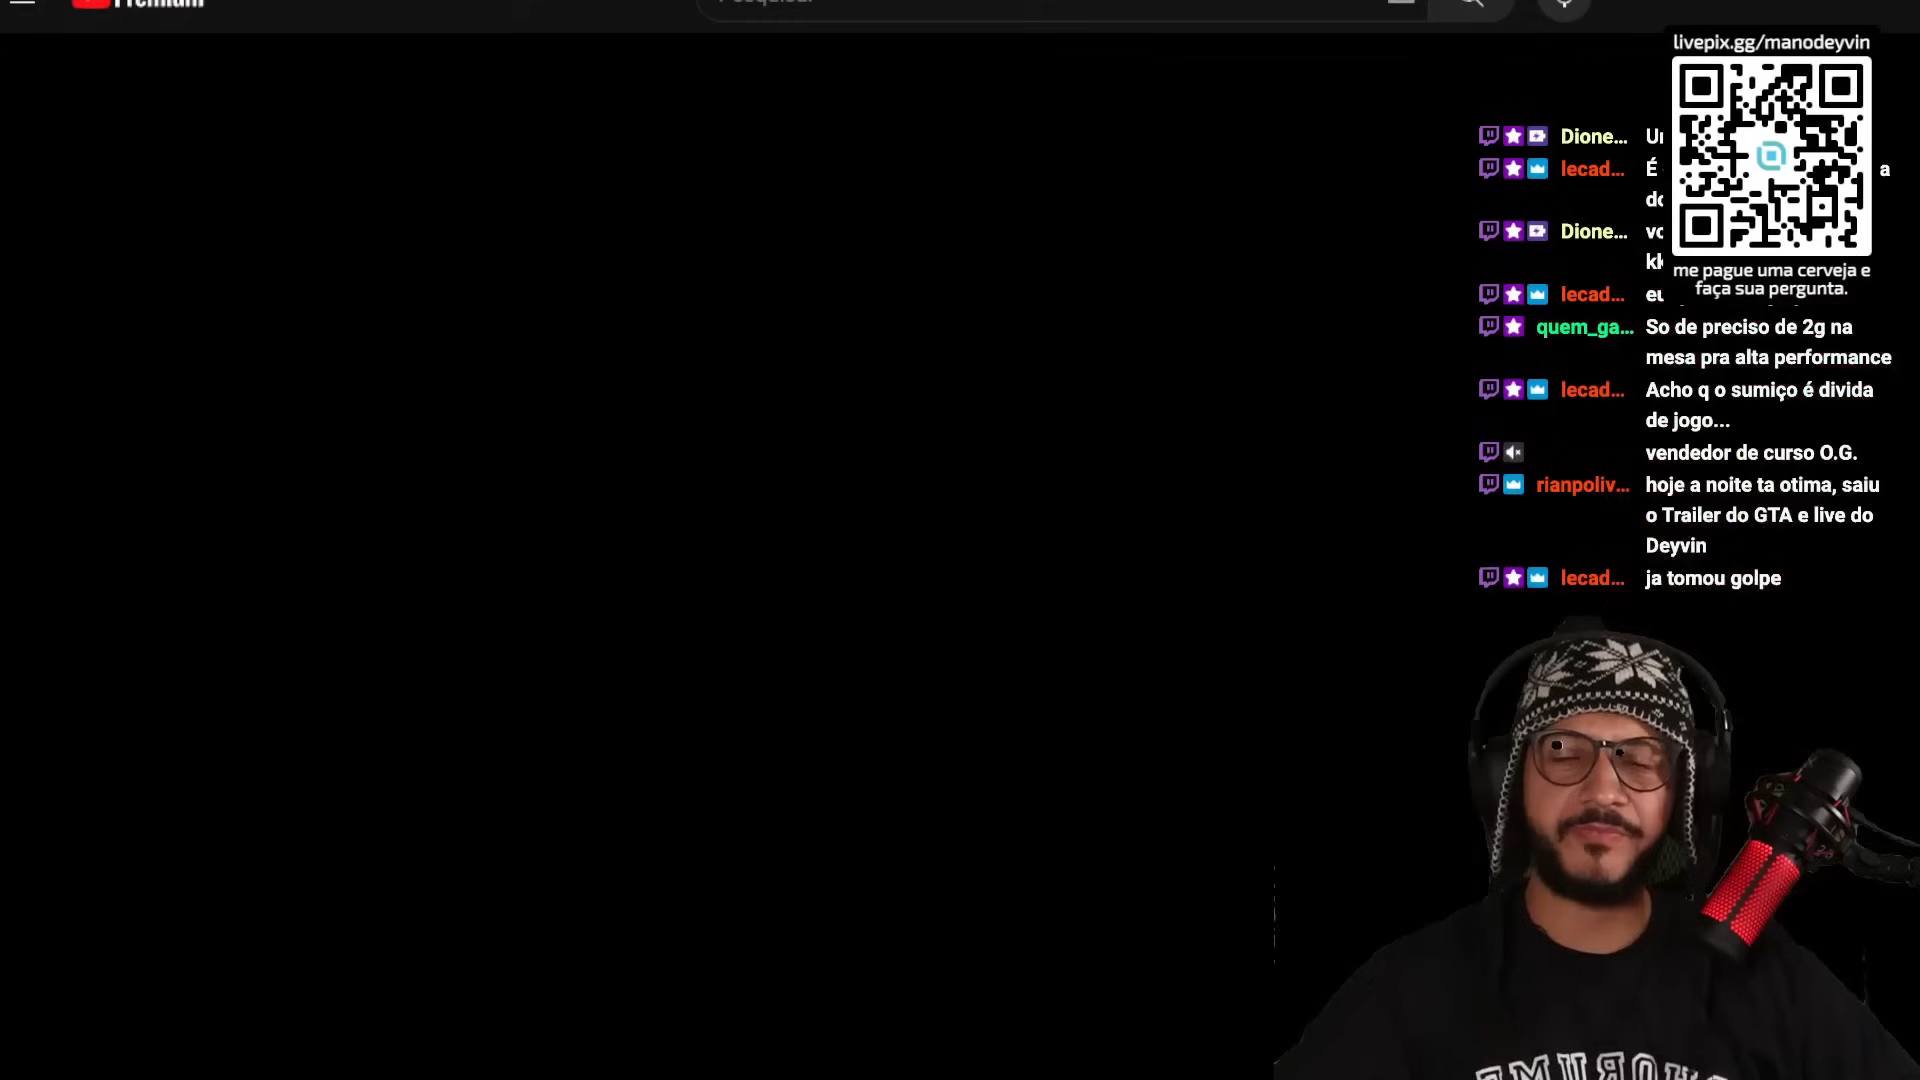 Premium
Pesquisar
livepix.gg/manodeyvin
Dione...
lecad... É
a
Dione...
lecad...
me pague uma cerveja e
faça sua pergunta.
quem_ga... So de preciso de 2g na
mesa pra alta performance
lecad... Acho q o sumiço é divida
de jogo...
vendedor de curso O.G.
rianpoliv... hoje a noite ta otima, saiu
o Trailer do GTA e live do
Deyvin
lecad... ja tomou golpe